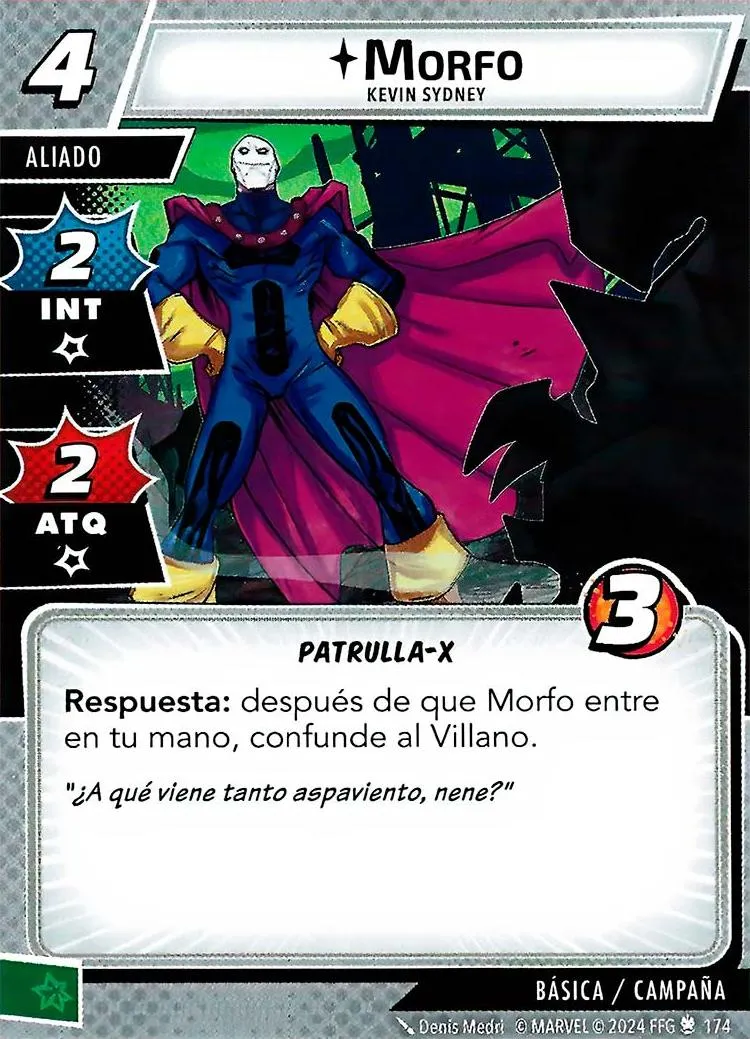 4
Morfo
KEVIN SYDNEY
ALIADO
2
INT
2
ATQ
3
PATRULLA-X
Respuesta: después de que Morfo entre
en tu mano, confunde al Villano.
"¿A qué viene tanto aspaviento, nene?"
BÁSICA / CAMPAÑA
Denis Medri © MARVEL © 2024 FFG 174